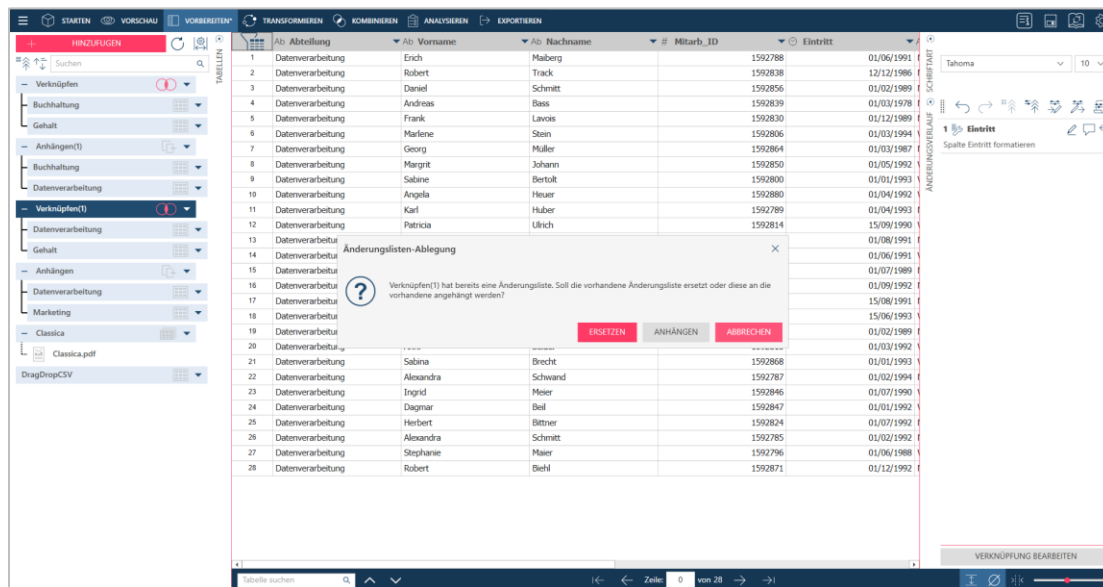 STARTEN VORSCHAU VORBEREITEN* TRANSFORMIEREN KOMBINIEREN ANALYSIEREN EXPORTIEREN
HINZUFÜGEN
Suchen
TABELLEN
Verknüpfen
Buchhaltung
Gehalt
Anhängen(1)
Buchhaltung
Datenverarbeitung
Verknüpfen(1)
Datenverarbeitung
Gehalt
Anhängen
Datenverarbeitung
Marketing
Classica
Classica.pdf
DragDropCSV
Ab Abteilung Ab Vorname Ab Nachname # Mitarb_ID Eintritt
1 Datenverarbeitung Erich Maiberg 1592788 01/06/1991
2 Datenverarbeitung Robert Track 1592838 12/12/1986
3 Datenverarbeitung Daniel Schmitt 1592856 01/02/1989
4 Datenverarbeitung Andreas Bass 1592839 01/03/1978
5 Datenverarbeitung Frank Lavois 1592830 01/12/1989
6 Datenverarbeitung Marlene Stein 1592806 01/03/1994
7 Datenverarbeitung Georg Müller 1592864 01/03/1987
8 Datenverarbeitung Margrit Johann 1592850 01/05/1992
9 Datenverarbeitung Sabine Bertolt 1592800 01/01/1993
10 Datenverarbeitung Angela Heuer 1592880 01/04/1992
11 Datenverarbeitung Karl Huber 1592789 01/04/1993
12 Datenverarbeitung Patricia Ulrich 1592814 15/09/1990
13 Datenverarbeitu 01/08/1991
14 Datenverarbeitu 01/06/1991
15 Datenverarbeitu 01/07/1989
16 Datenverarbeitu 01/09/1992
17 Datenverarbeitu 15/08/1991
18 Datenverarbeitu 15/06/1993
19 Datenverarbeitu 01/02/1989
20 Datenverarbeitung 01/03/1992
21 Datenverarbeitung Sabina Brecht 1592868 01/01/1993
22 Datenverarbeitung Alexandra Schwand 1592787 01/02/1994
23 Datenverarbeitung Ingrid Meier 1592846 01/07/1990
24 Datenverarbeitung Dagmar Beil 1592847 01/01/1992
25 Datenverarbeitung Herbert Bittner 1592824 01/07/1992
26 Datenverarbeitung Alexandra Schmitt 1592785 01/02/1992
27 Datenverarbeitung Stephanie Maier 1592796 01/06/1988
28 Datenverarbeitung Robert Biehl 1592871 01/12/1992
Änderungslisten-Ablegung
Verknüpfen(1) hat bereits eine Änderungsliste. Soll die vorhandene Änderungsliste ersetzt oder diese an die
vorhandene angehängt werden?
ERSETZEN ANHÄNGEN ABBRECHEN
SCHRIFTART
Tahoma 10
ÄNDERUNGSVERLAUF
1 Eintritt
Spalte Eintritt formatieren
VERKNÜPFUNG BEARBEITEN
Tabelle suchen Zeile: 0 von 28